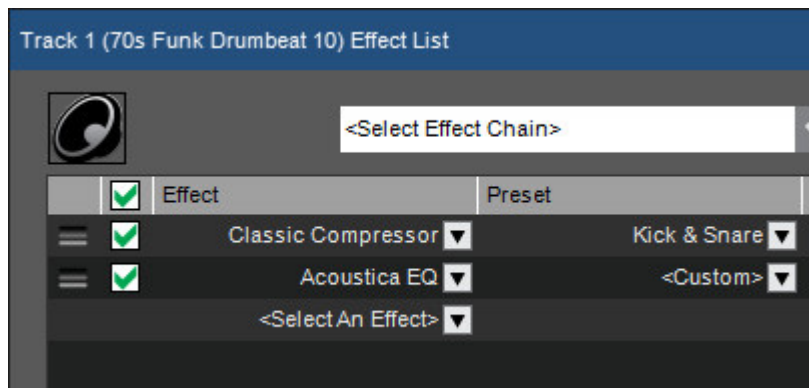 Track 1 (70s Funk Drumbeat 10) Effect List
<Select Effect Chain>
Effect Preset
Classic Compressor Kick & Snare
Acoustica EQ <Custom>
<Select An Effect>